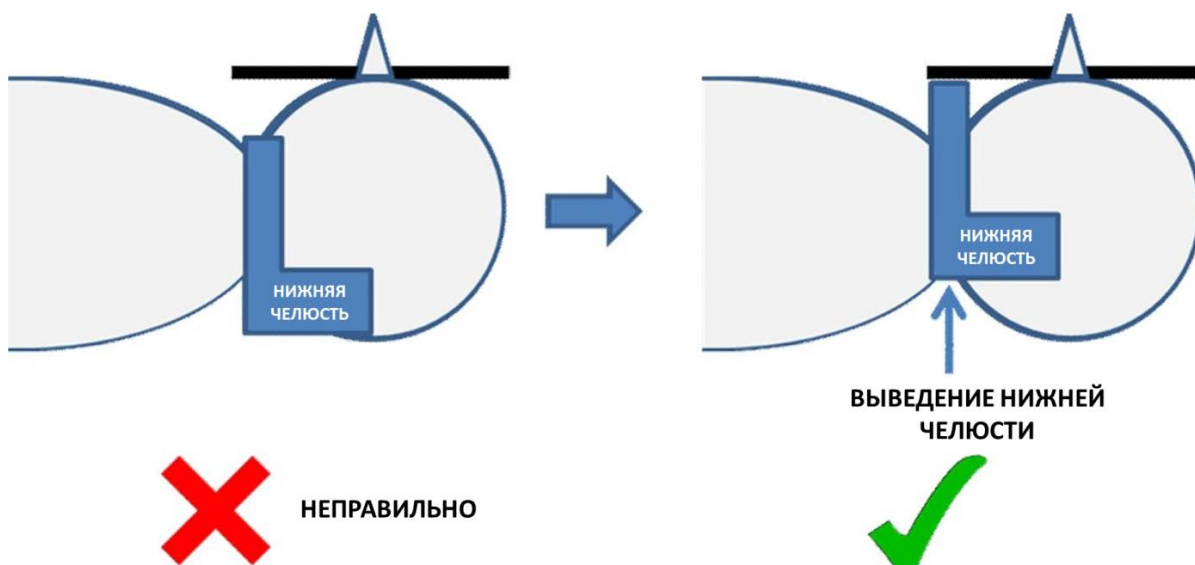 НИЖНЯЯ
ЧЕЛЮСТЬ
НИЖНЯЯ
ЧЕЛЮСТЬ
ВЫВЕДЕНИЕ НИЖНЕЙ
ЧЕЛЮСТИ
НЕПРАВИЛЬНО